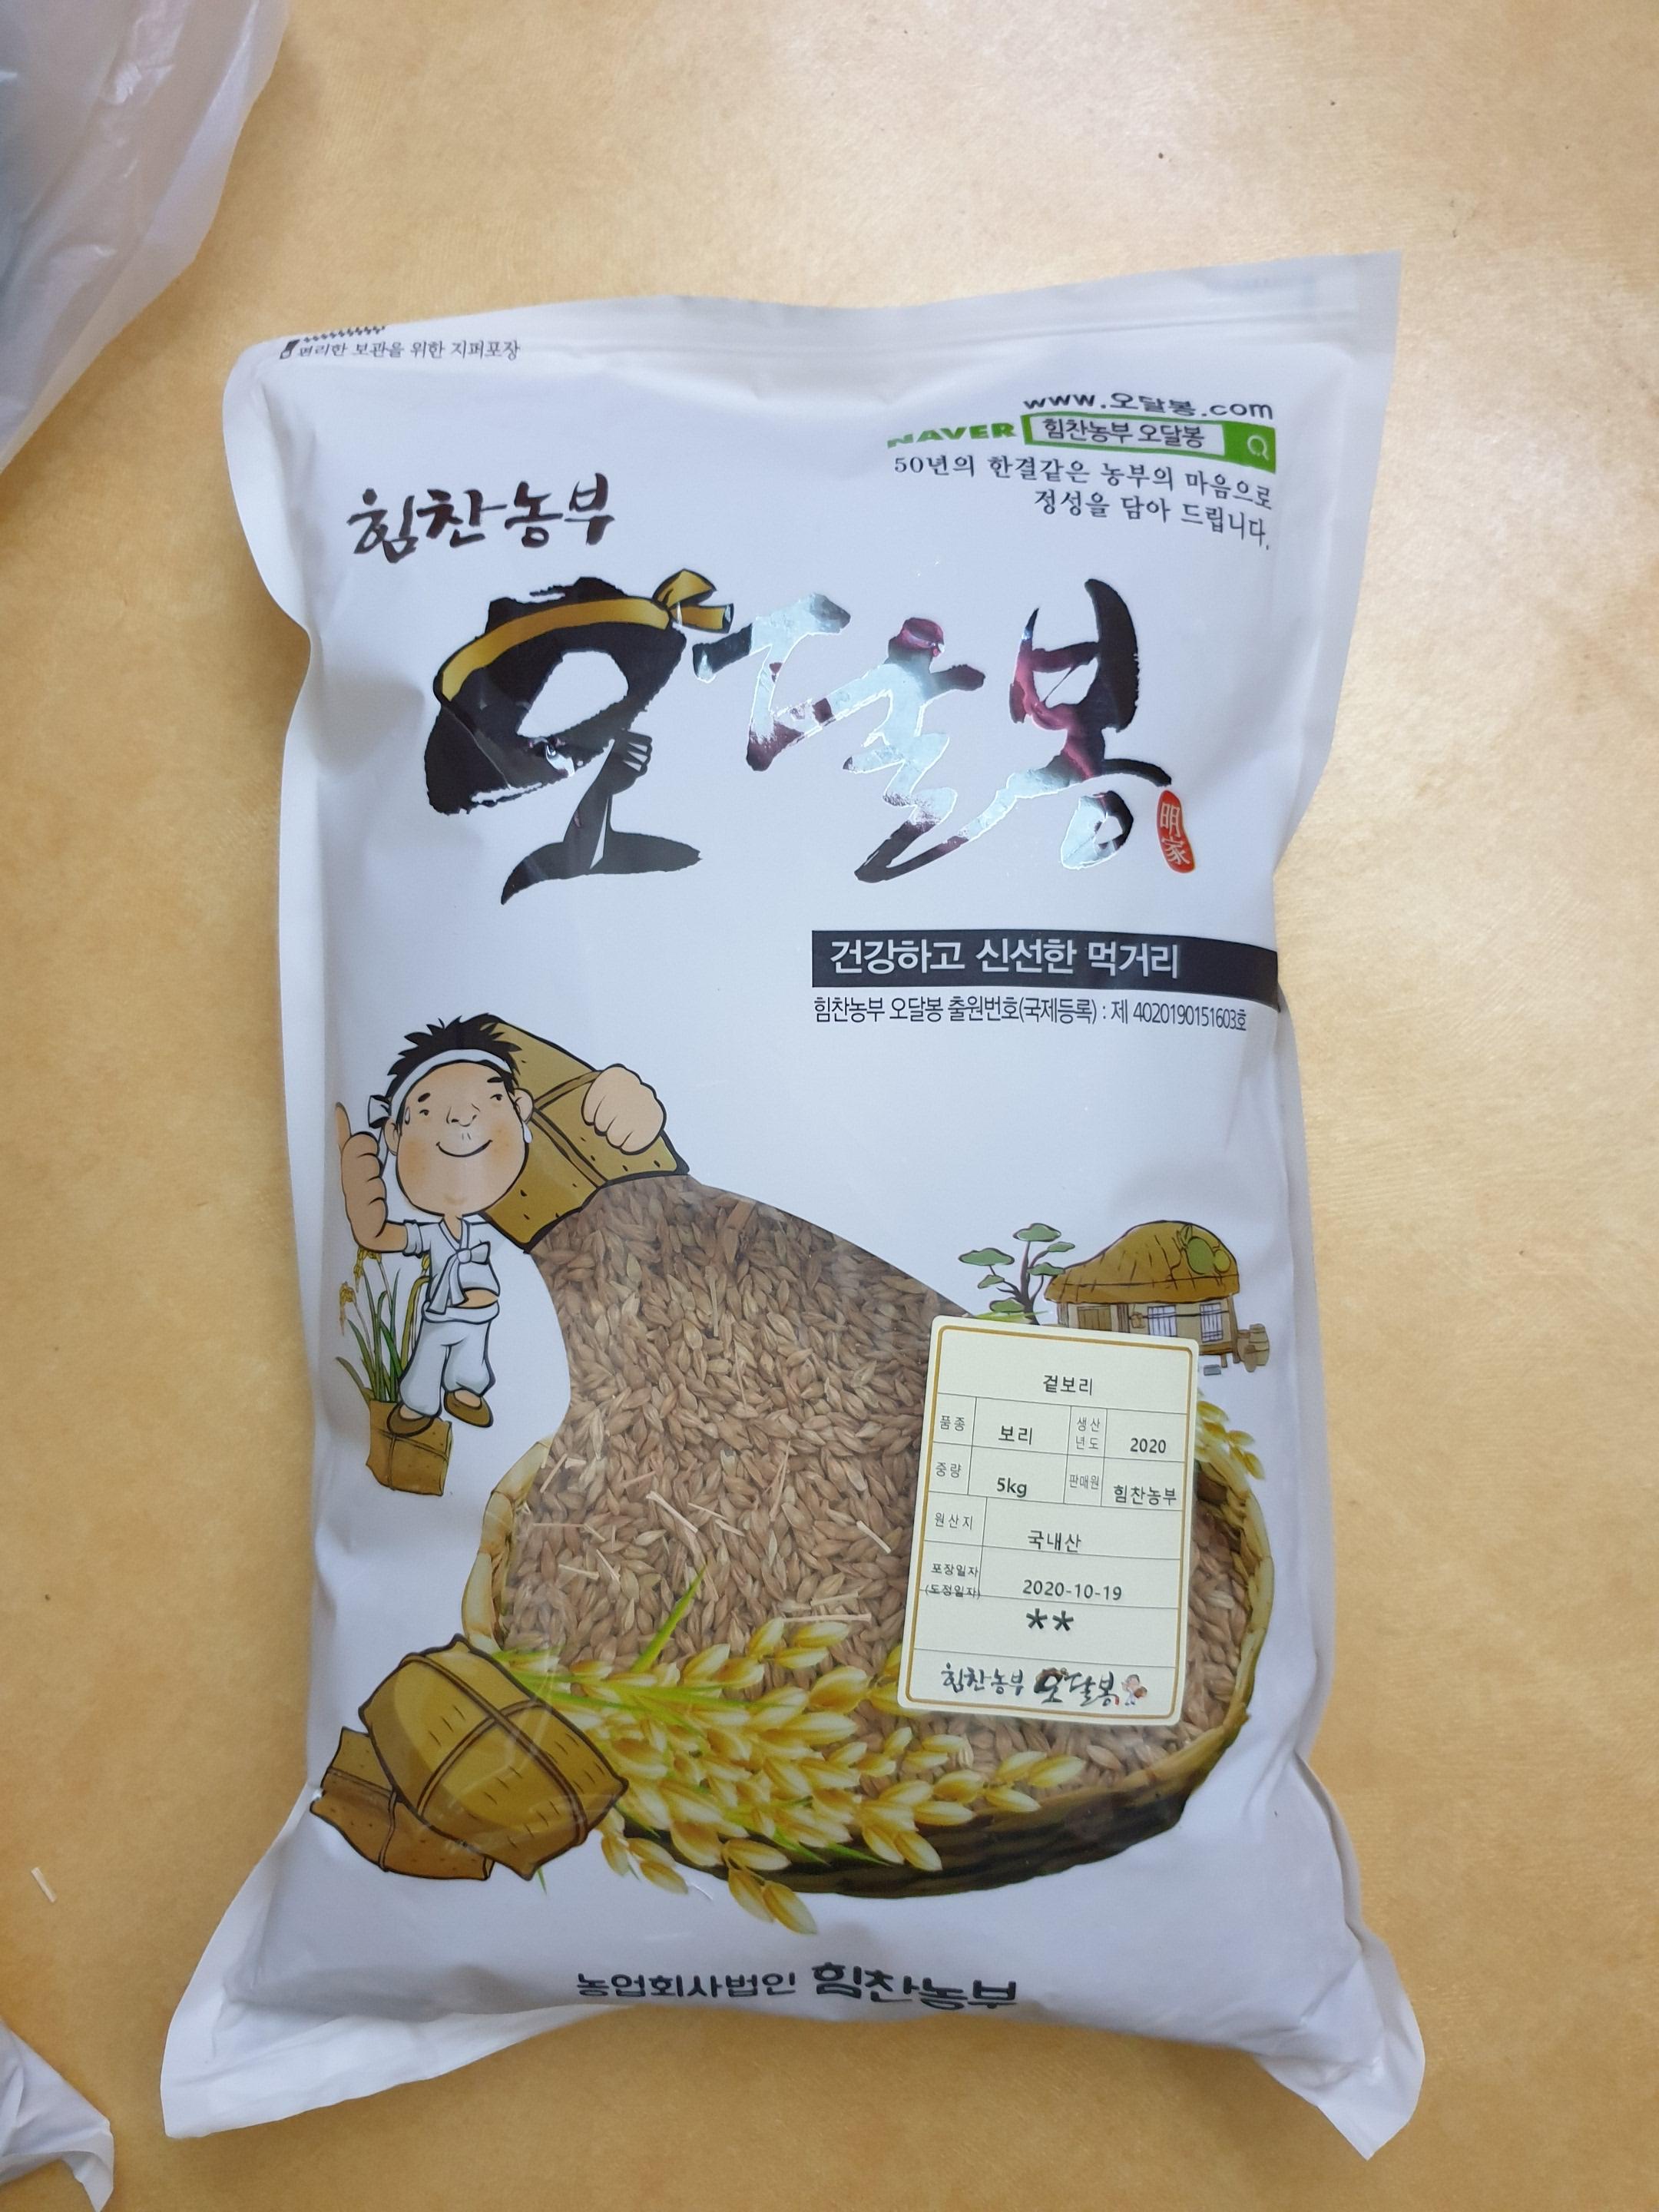 편리한 보관을 위한 지퍼포장
www.오달봉.com
NAVER 힘찬농부 오달봉
50년의 한결같은 농부의 마음으로
정성을 담아 드립니다.
힘찬농부
오달봉
明家
건강하고 신선한 먹거리
힘찬농부 오달봉 출원번호(국제등록) : 제 4020190151603호
겉보리
품종 보리 생산년도 2020
중량 5kg 판매원 힘찬농부
원산지 국내산
포장일자
(도정일자) 2020-10-19
**
힘찬농부 오달봉
농업회사법인 힘찬농부